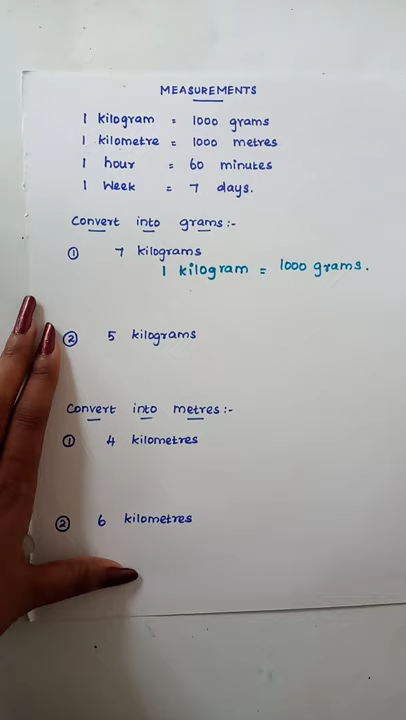 MEASUREMENTS
1 kilogram = 1000 grams
1 kilometre = 1000 metres
1 hour = 60 minutes
1 Week = 7 days.
Convert into grams:-
① 7 kilograms
1 kilogram = 1000 grams.
② 5 kilograms
Convert into metres:-
① 4 kilometres
② 6 kilometres